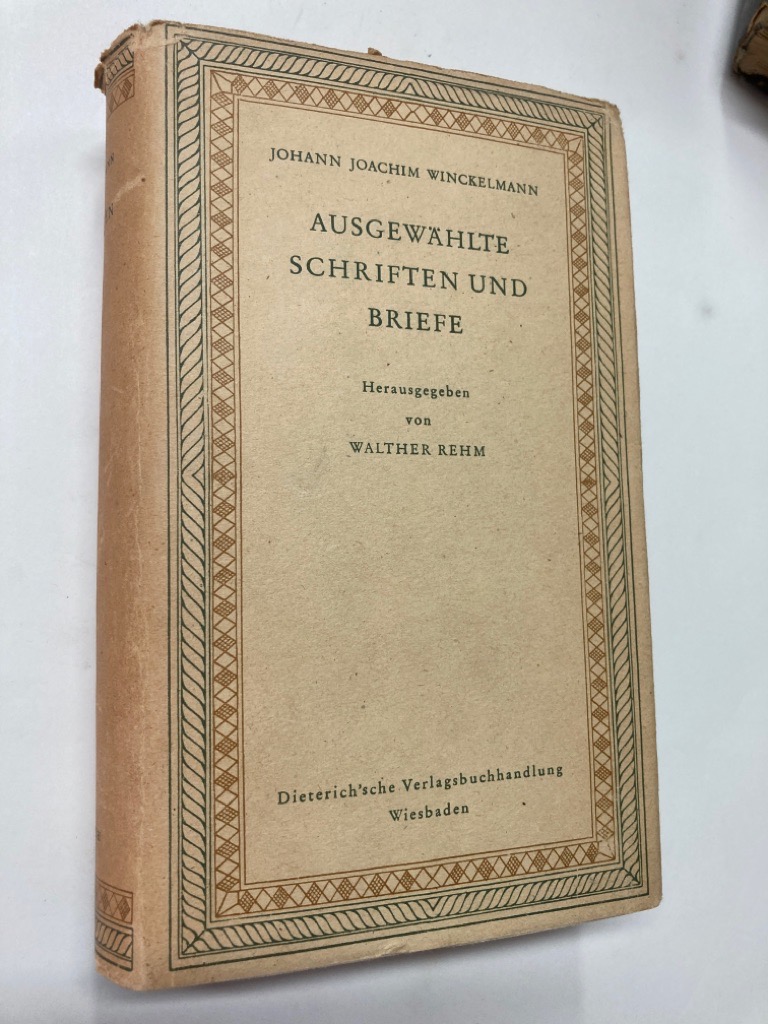 JOHANN JOACHIM WINCKELMANN
AUSGEWÄHLTE
SCHRIFTEN UND
BRIEFE
Herausgegeben
von
WALTHER REHM
Dieterich'sche Verlagsbuchhandlung
Wiesbaden